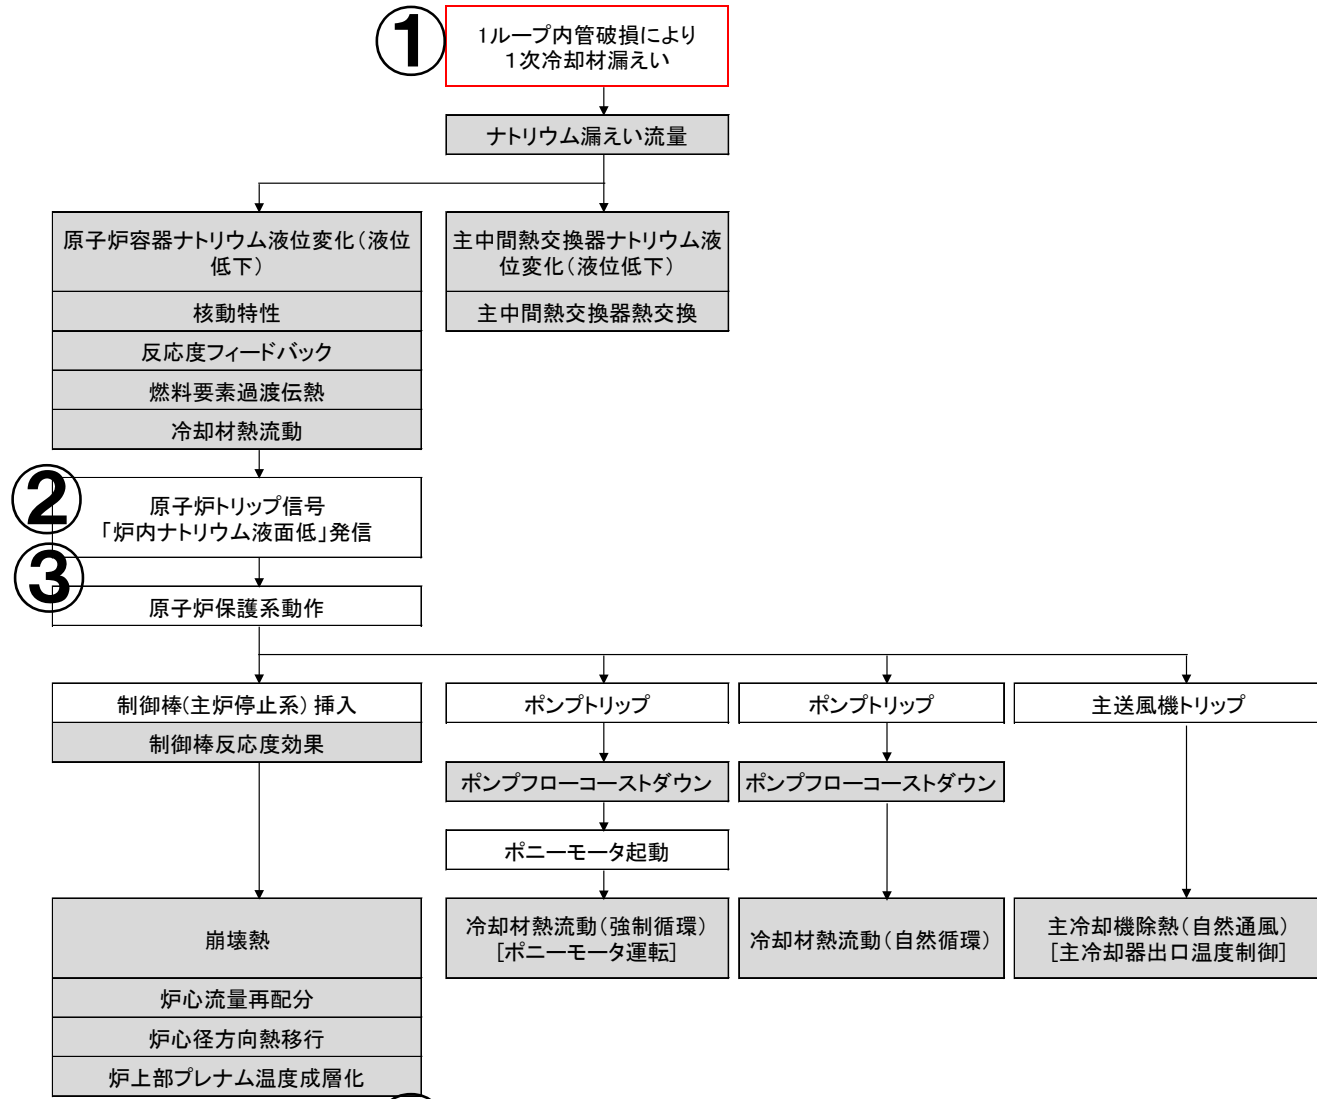 ①
1ループ内管破損により
１次冷却材漏えい
ナトリウム漏えい流量
原子炉容器ナトリウム液位変化（液位
低下）
主中間熱交換器ナトリウム液
位変化（液位低下）
核動特性
主中間熱交換器熱交換
反応度フィードバック
燃料要素過渡伝熱
冷却材熱流動
②
原子炉トリップ信号
「炉内ナトリウム液面低」発信
③
原子炉保護系動作
制御棒(主炉停止系）挿入
ポンプトリップ
ポンプトリップ
主送風機トリップ
制御棒反応度効果
ポンプフローコーストダウン
ポンプフローコーストダウン
ポニーモータ起動
崩壊熱
冷却材熱流動（強制循環）
［ポニーモータ運転］
冷却材熱流動（自然循環）
主冷却機除熱（自然通風）
［主冷却器出口温度制御］
炉心流量再配分
炉心径方向熱移行
炉上部プレナム温度成層化